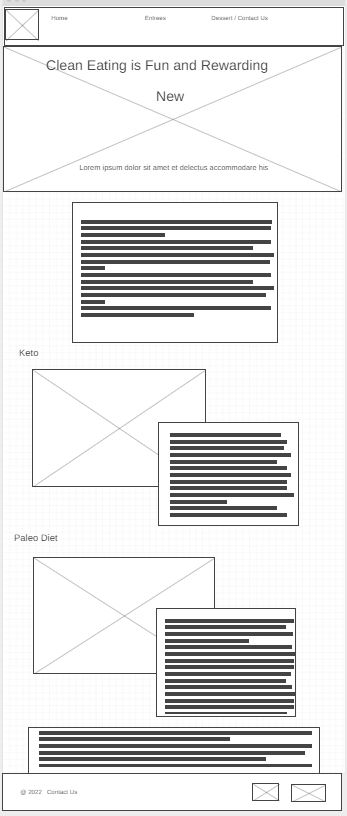 Home Entrees Dessert / Contact Us
Clean Eating is Fun and Rewarding
New
Lorem ipsum dolor sit amet et delectus accommodare his
Keto
Paleo Diet
@ 2022 Contact Us